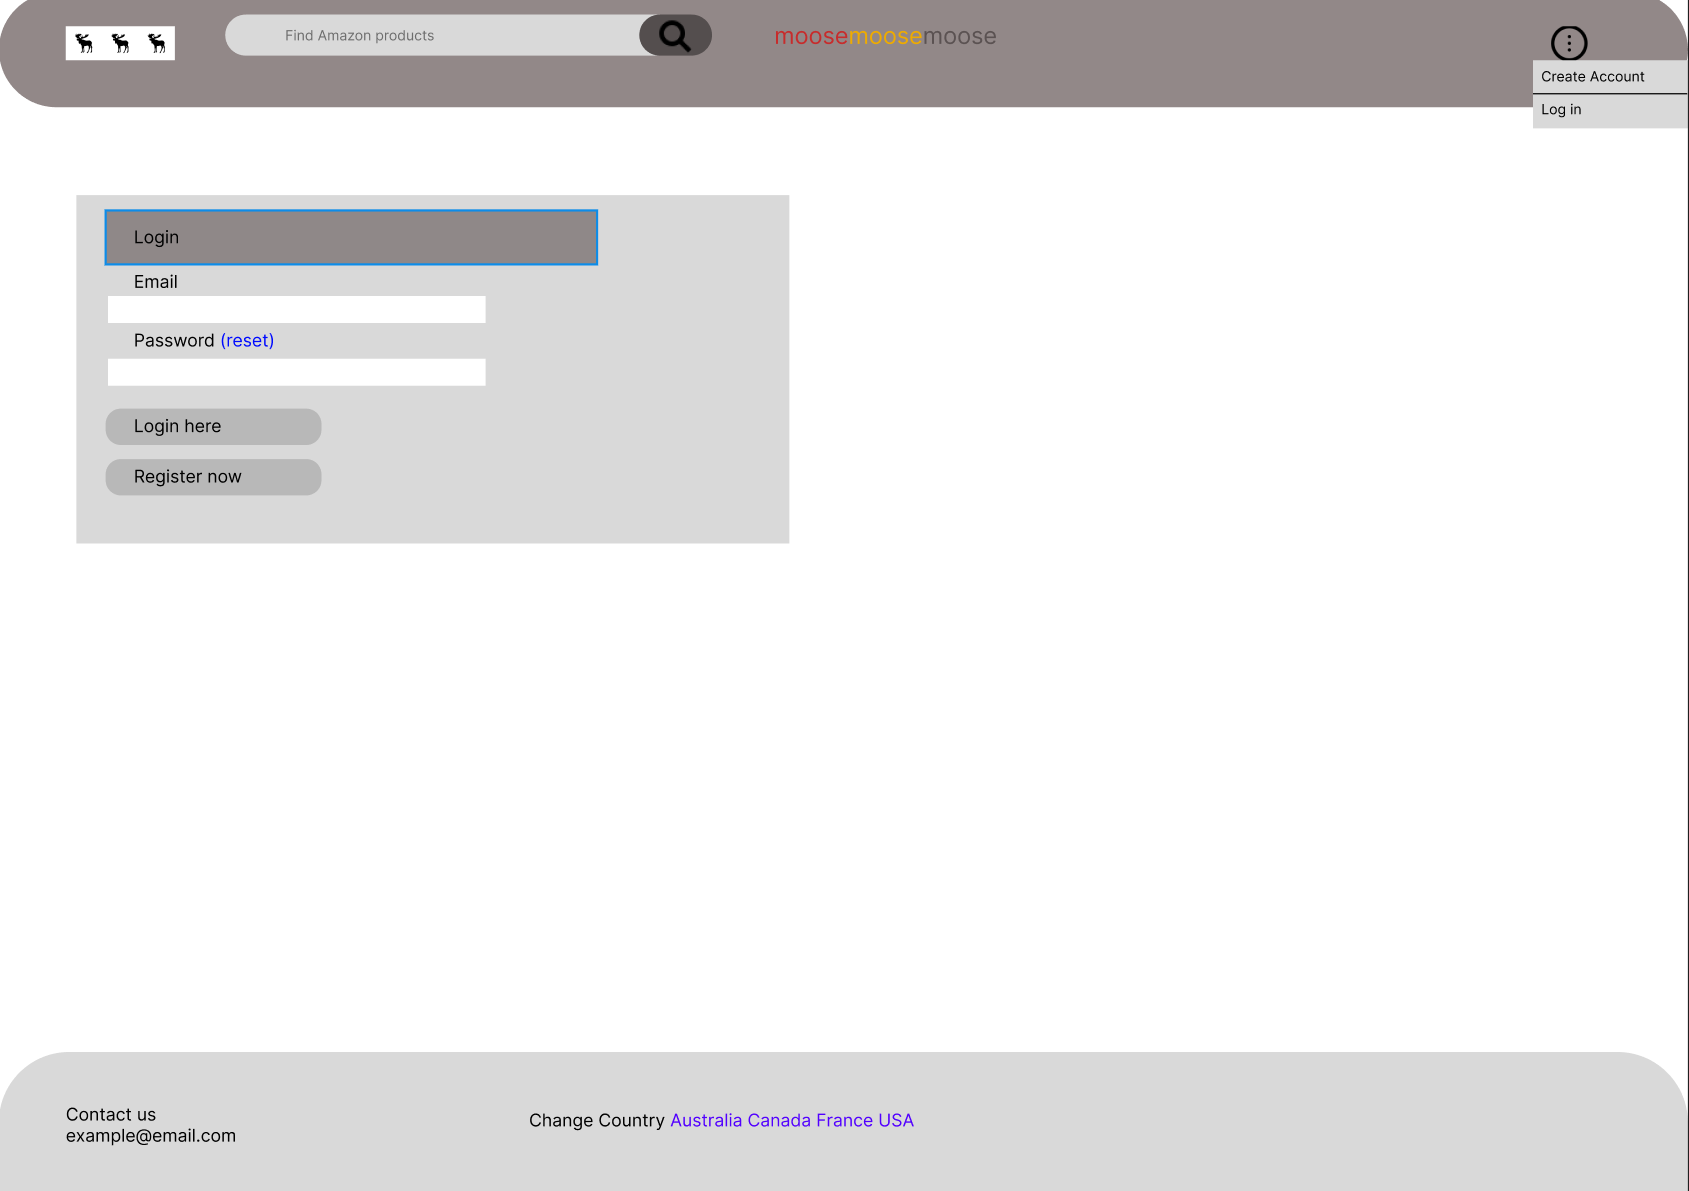 Find Amazon products
moosemoosemoose
Create Account
Log in
Login
Email
Password (reset)
Login here
Register now
Contact us
example@email.com
Change Country Australia Canada France USA